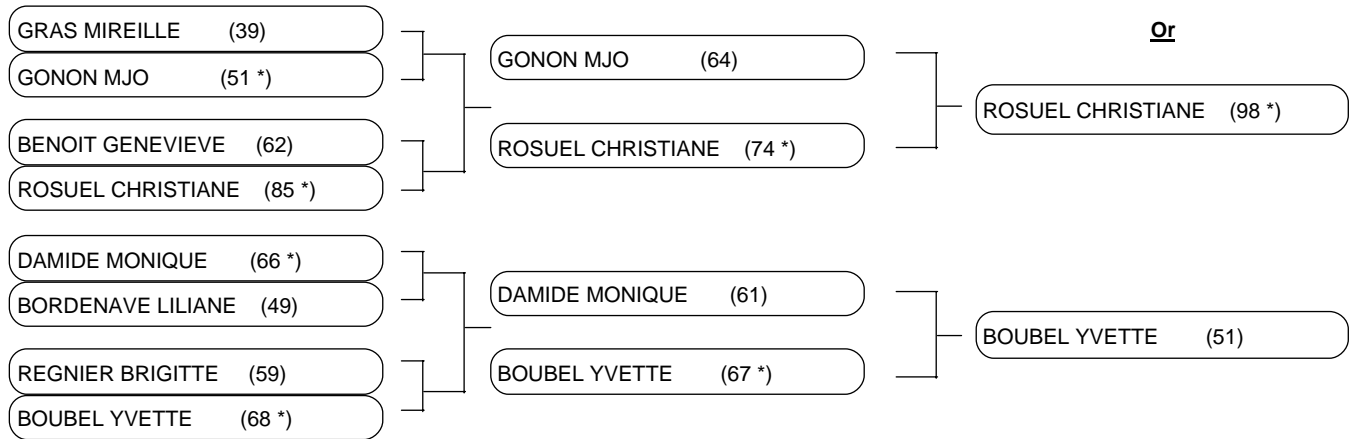 GRAS MIREILLE (39)
GONON MJO (51 *)
BENOIT GENEVIEVE (62)
ROSUEL CHRISTIANE (85 *)
DAMIDE MONIQUE (66 *)
BORDENAVE LILIANE (49)
REGNIER BRIGITTE (59)
BOUBEL YVETTE (68 *)
GONON MJO (64)
ROSUEL CHRISTIANE (74 *)
DAMIDE MONIQUE (61)
BOUBEL YVETTE (67 *)
Or
ROSUEL CHRISTIANE (98 *)
BOUBEL YVETTE (51)